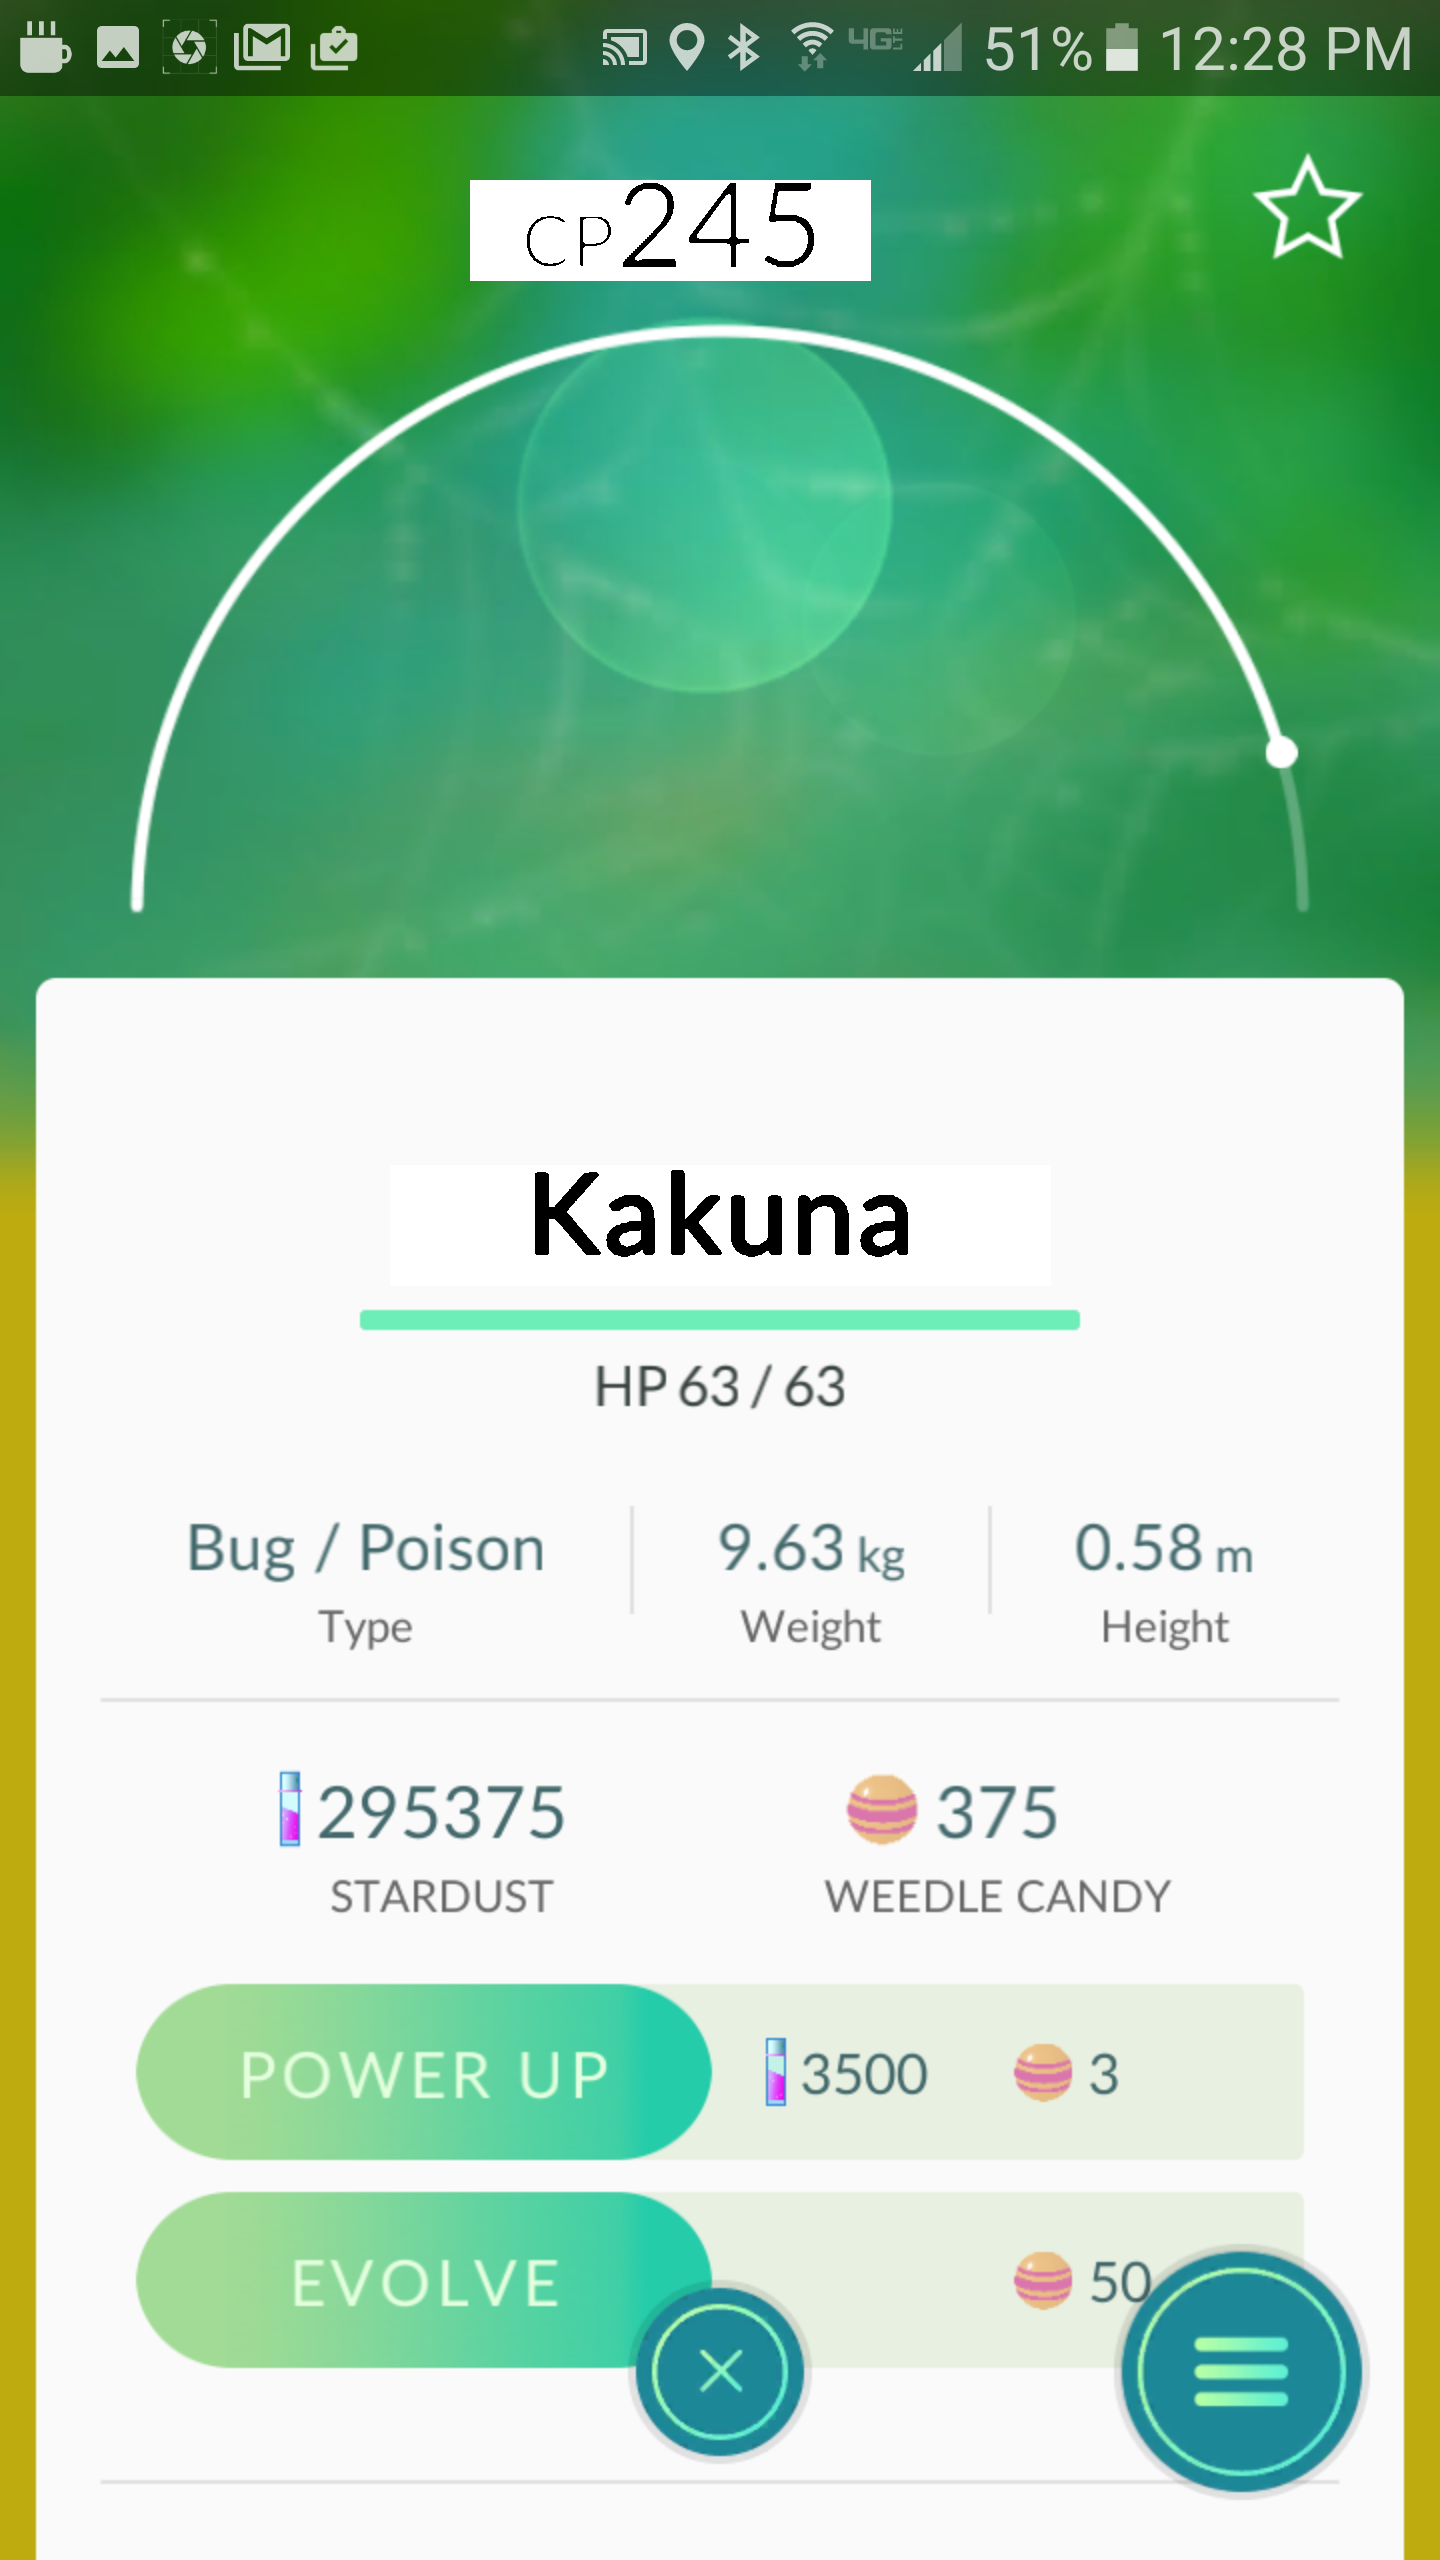 4G LTE 51% 12:28 PM
CP245
Kakuna
HP 63 / 63
Bug / Poison 9.63 kg 0.58 m
Type Weight Height
295375 375
STARDUST WEEDLE CANDY
POWER UP 3500 3
EVOLVE 50